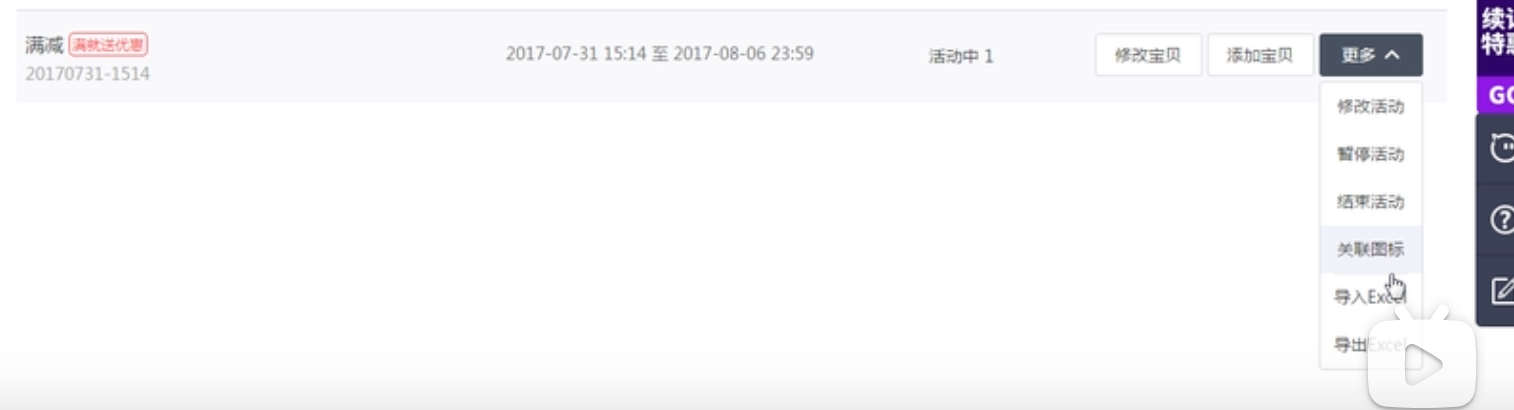 满减 满就送优惠
20170731-1514
2017-07-31 15:14 至 2017-08-06 23:59
活动中 1
修改宝贝
添加宝贝
更多
修改活动
暂停活动
结束活动
关联图标
导入Excel
导出Excel
续
特惠
GO